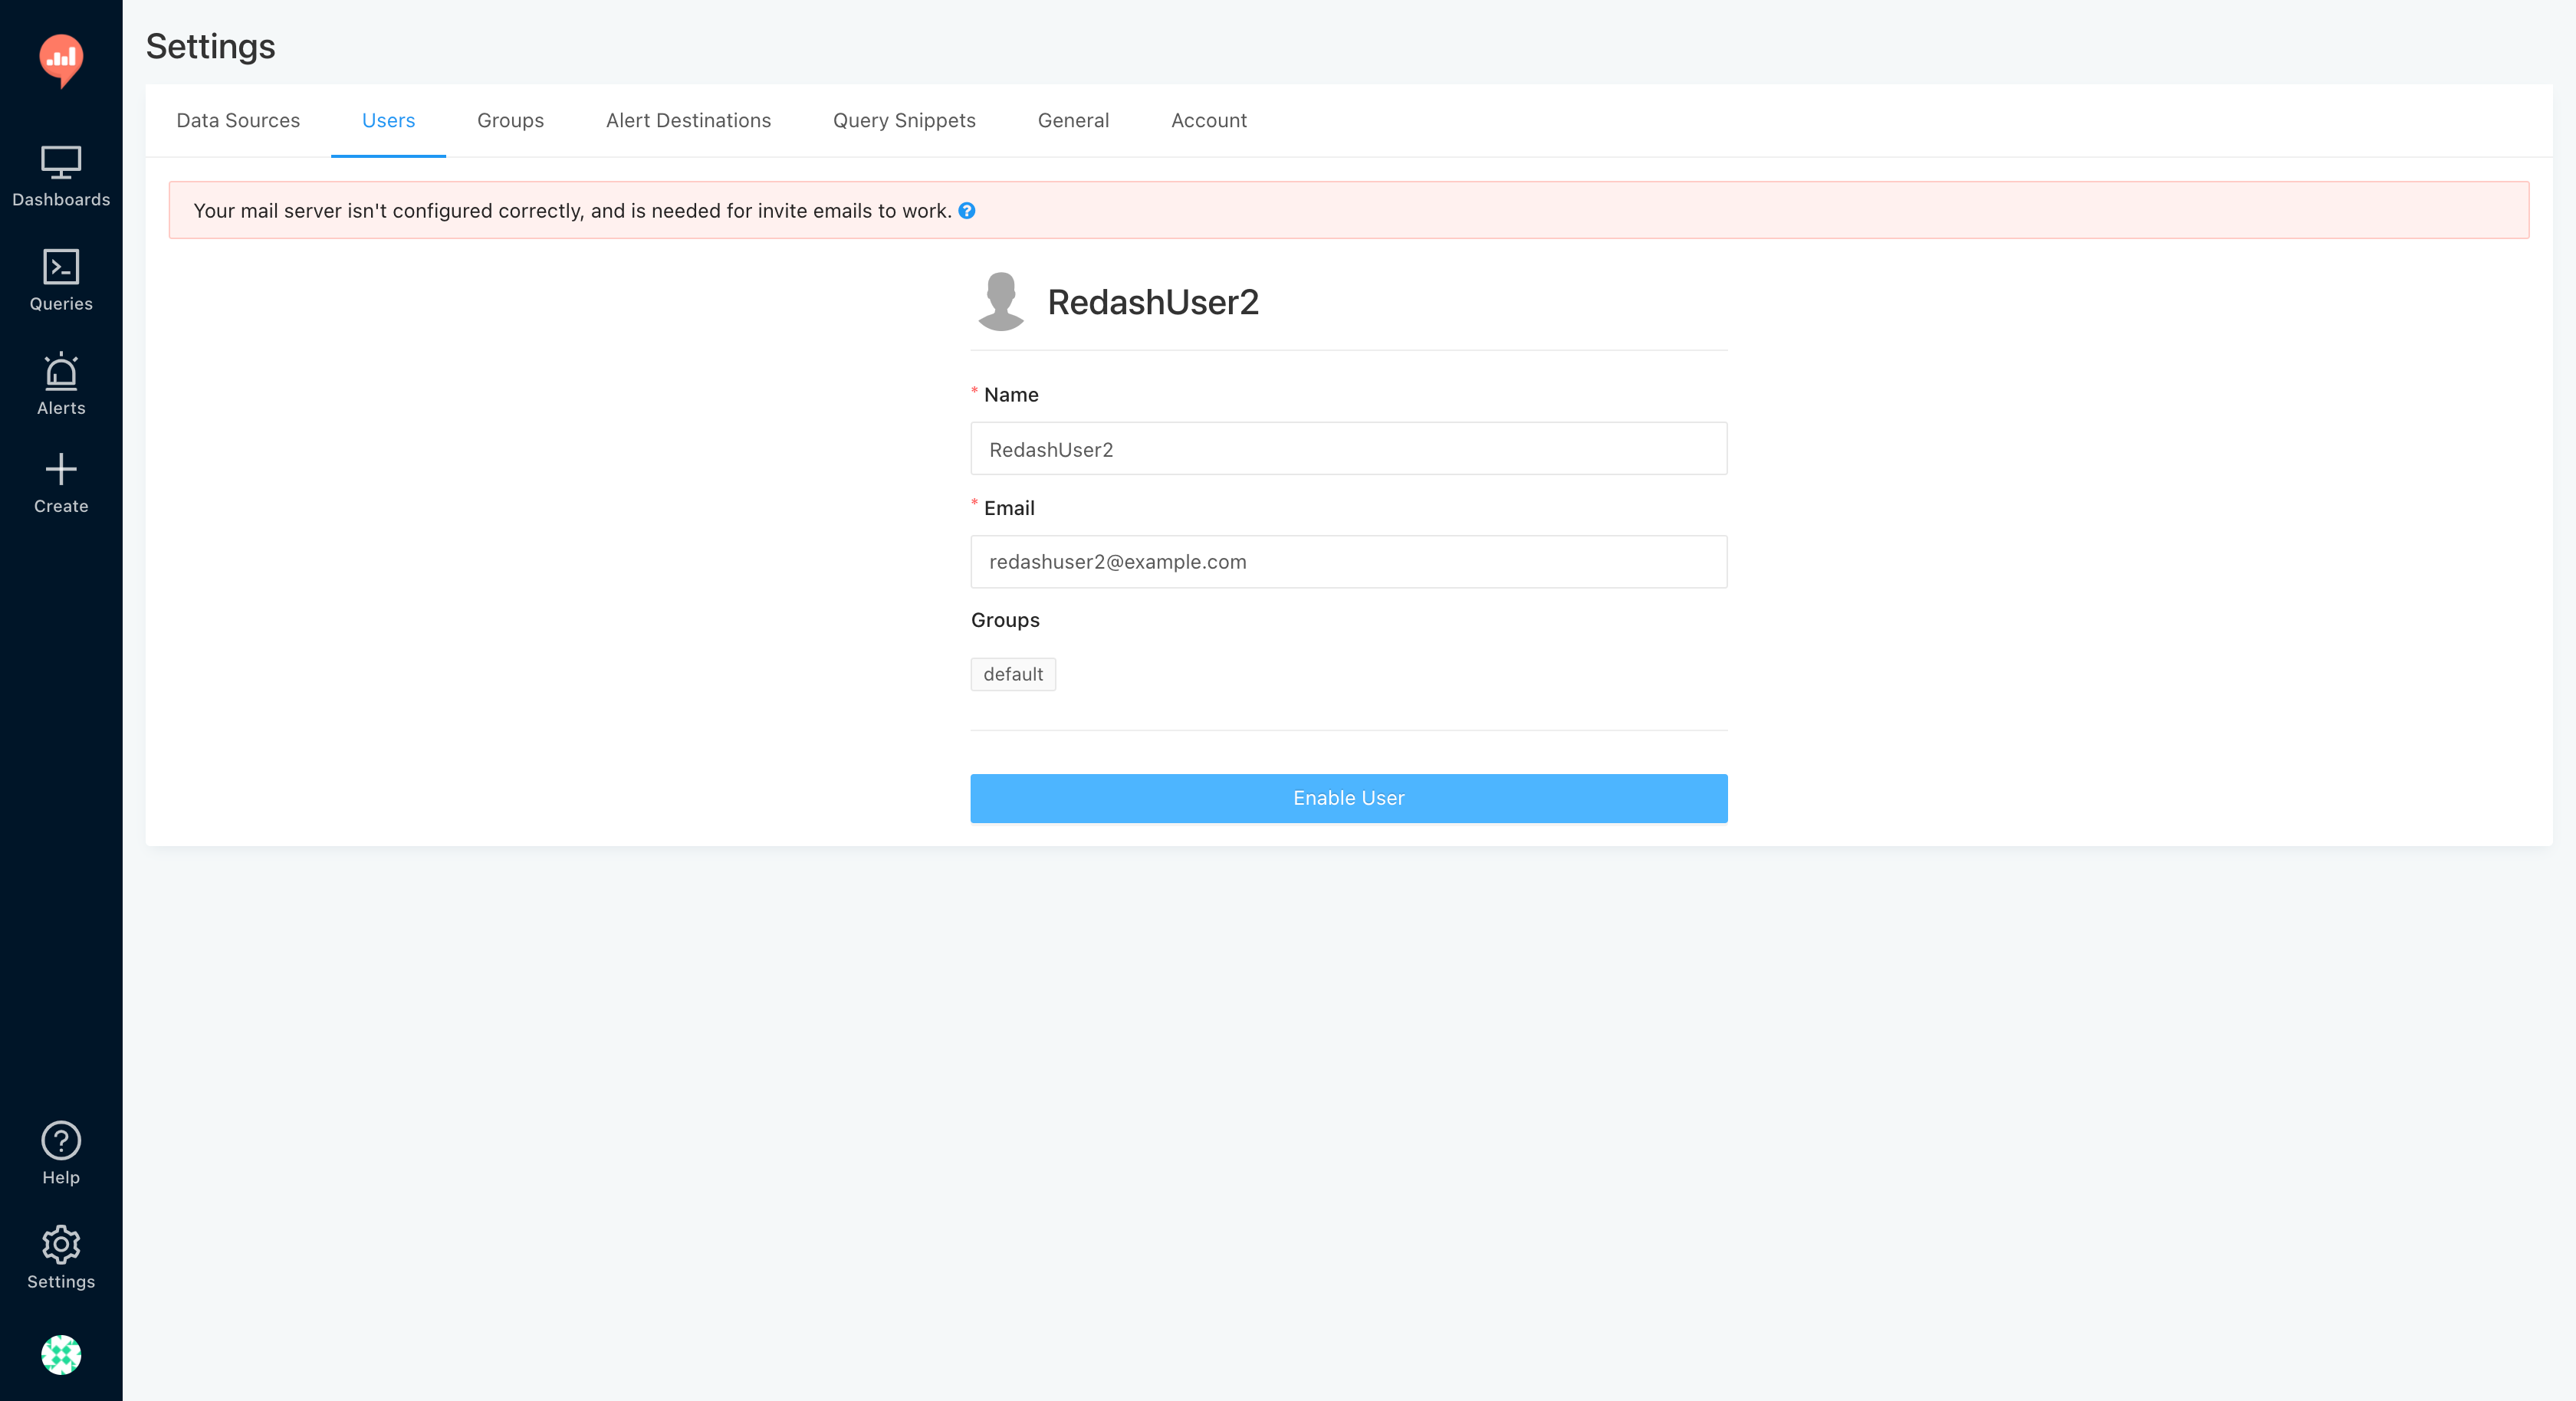 Settings
Data Sources Users Groups Alert Destinations Query Snippets General Account
Your mail server isn't configured correctly, and is needed for invite emails to work.
RedashUser2
* Name
RedashUser2
* Email
redashuser2@example.com
Groups
default
Enable User
Dashboards
Queries
Alerts
Create
Help
Settings